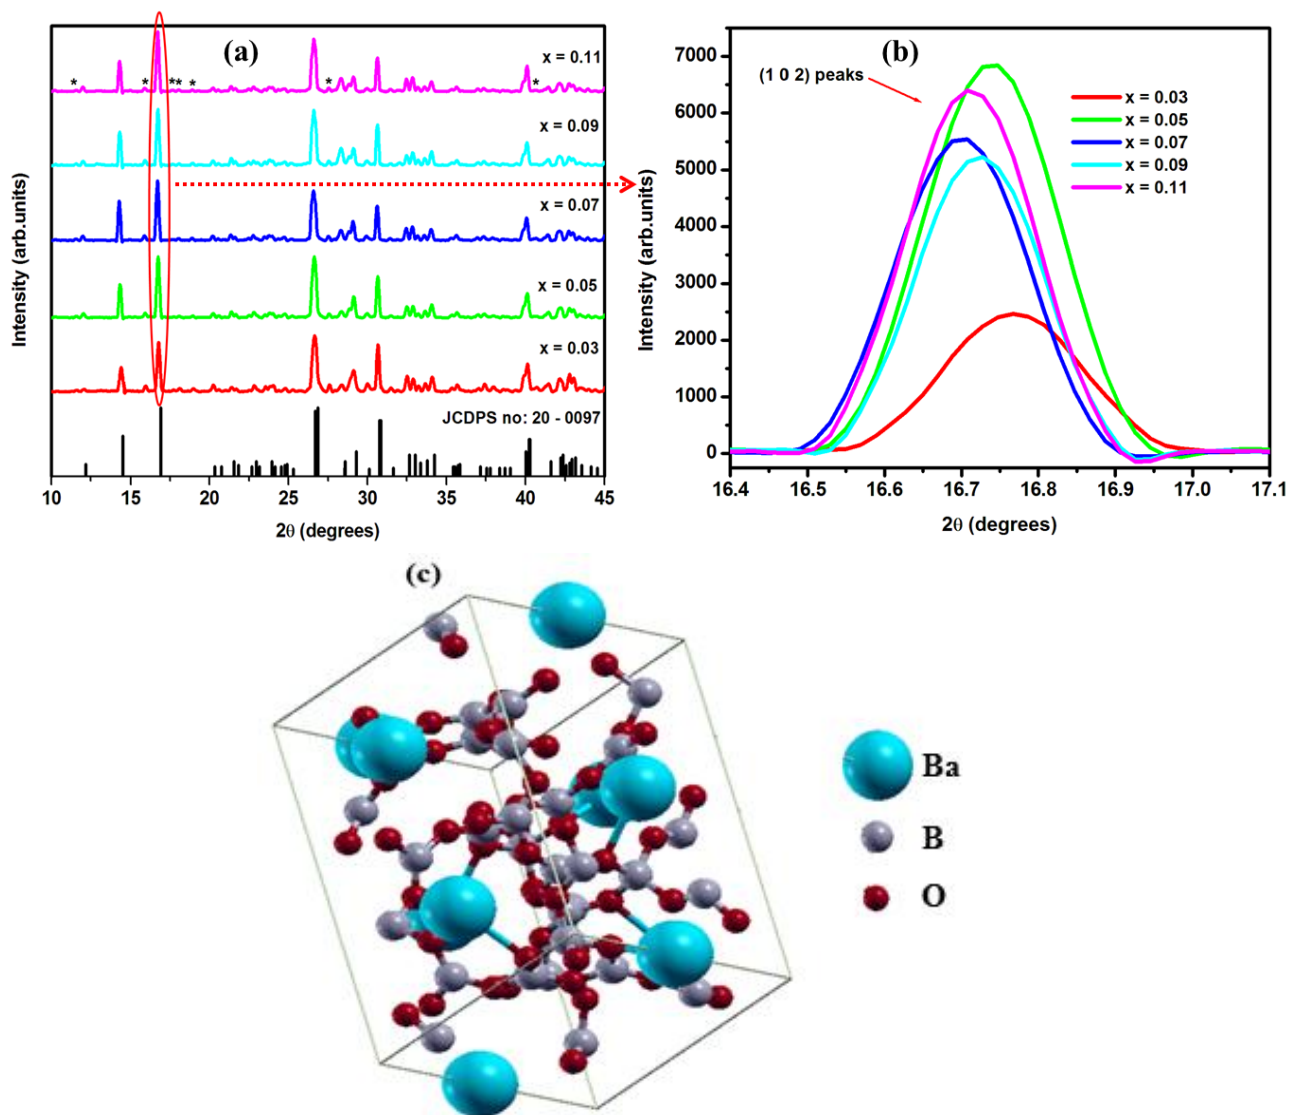 (a)
x = 0.11
* * * * * * *
x = 0.09
x = 0.07
x = 0.05
x = 0.03
JCDPS no: 20 - 0097
Intensity (arb.units)
10 15 20 25 30 35 40 45
2θ (degrees)
(b)
(1 0 2) peaks
x = 0.03
x = 0.05
x = 0.07
x = 0.09
x = 0.11
7000
6000
5000
4000
3000
2000
1000
0
Intensity (arb.units)
16.4 16.5 16.6 16.7 16.8 16.9 17.0 17.1
2θ (degrees)
(c)
Ba
B
O